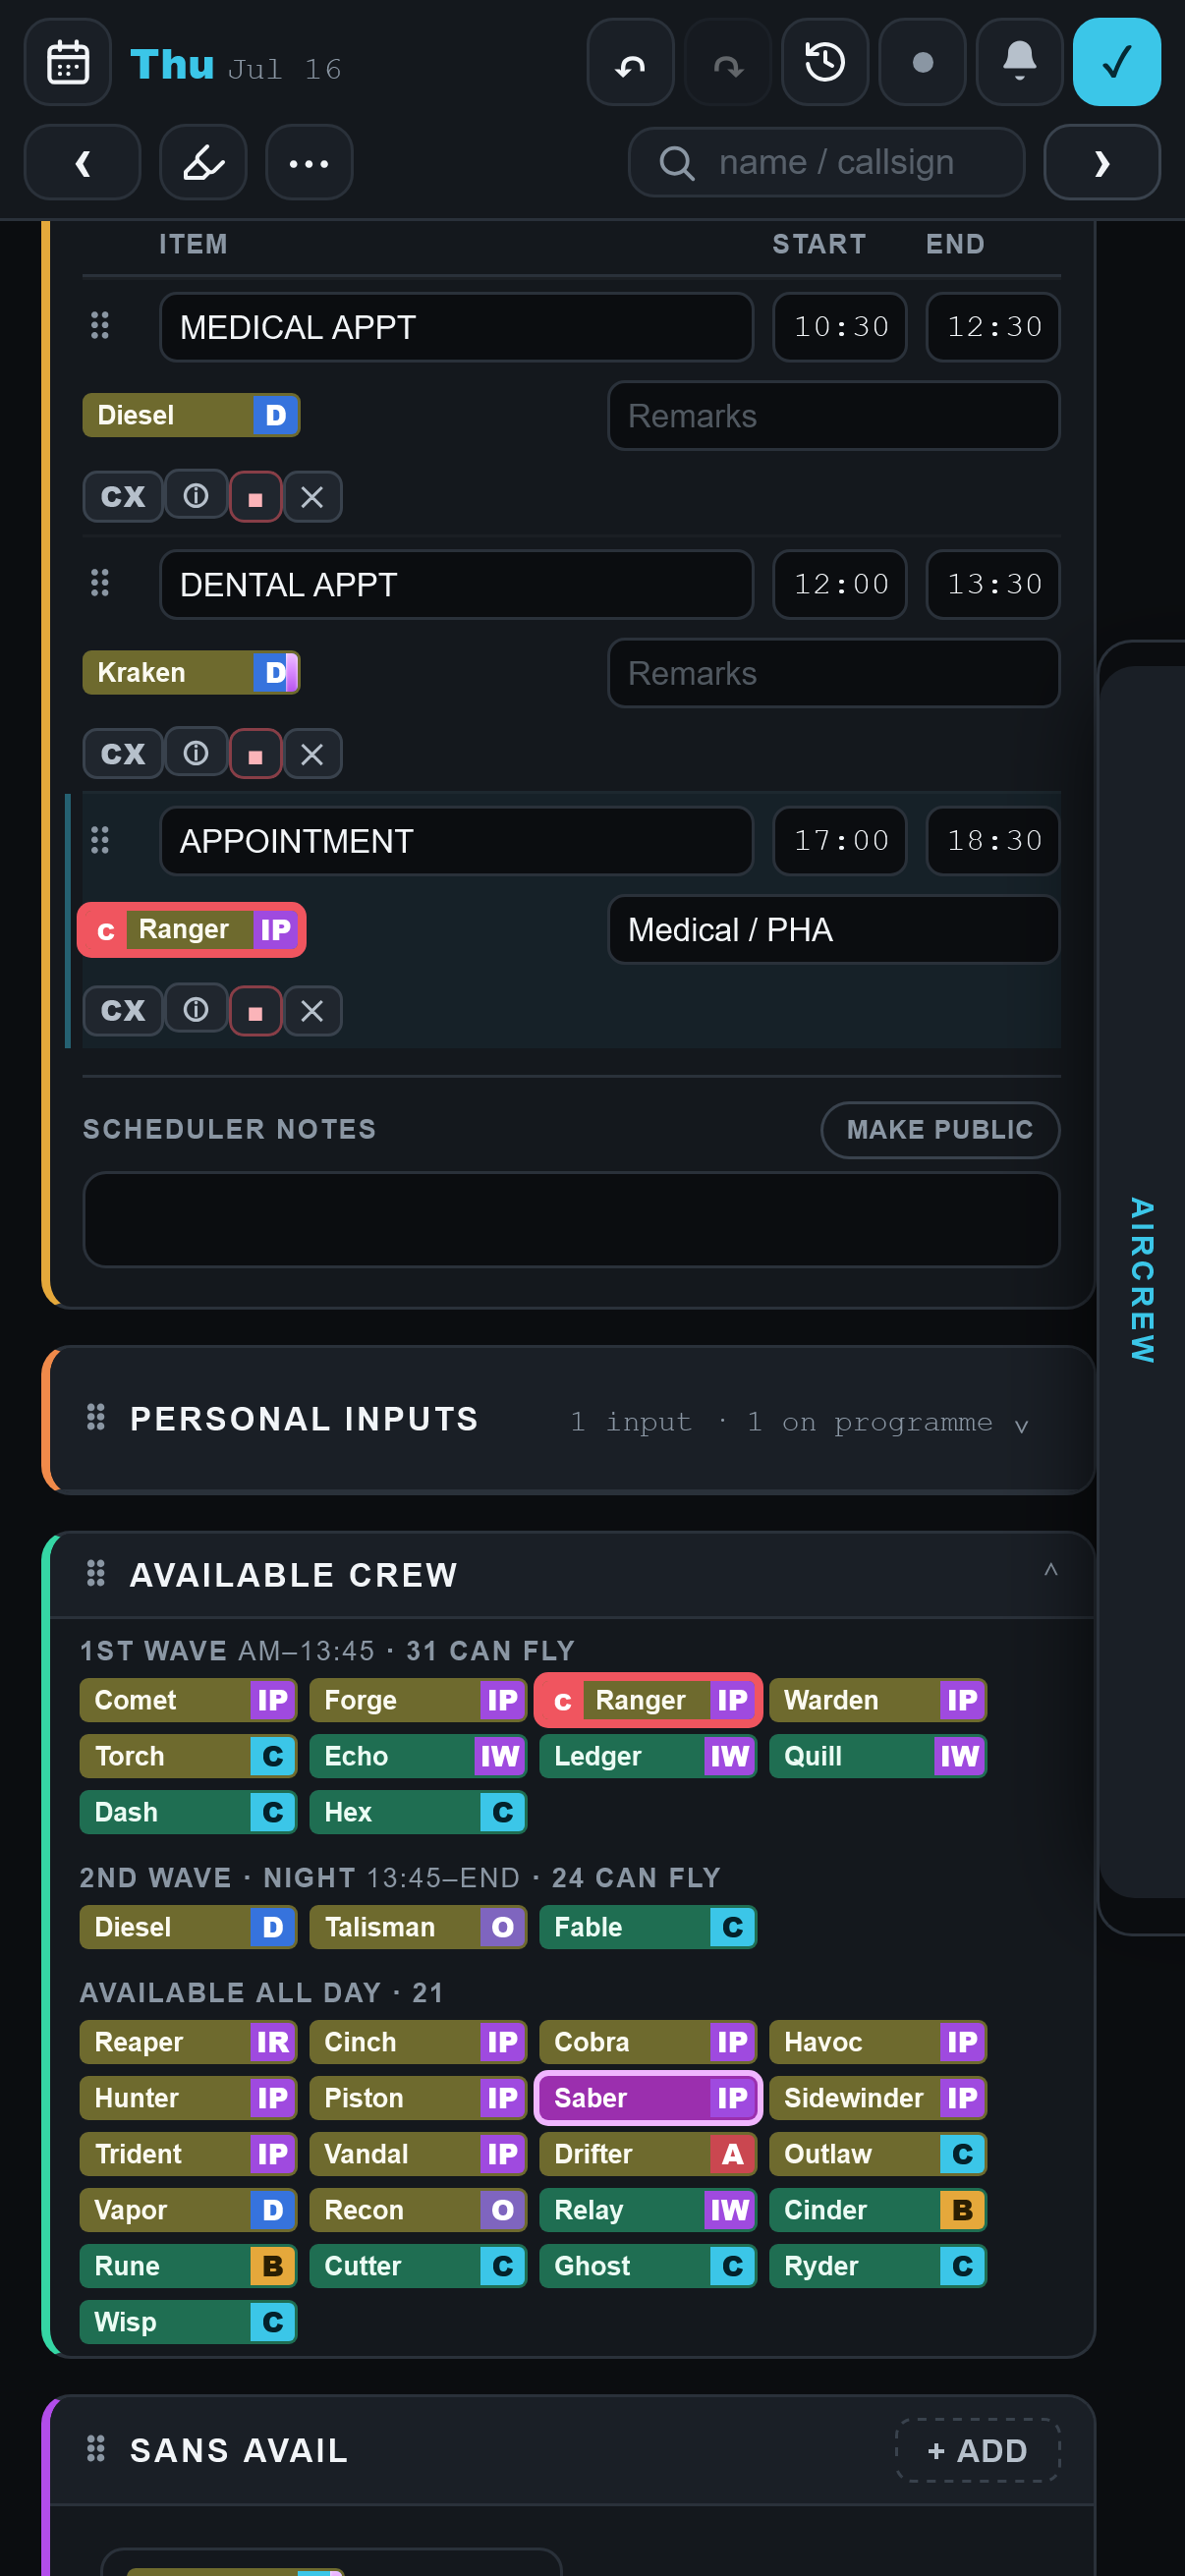 Thu Jul 16
name / callsign
ITEM START END
MEDICAL APPT 10:30 12:30
Diesel D Remarks
CX
DENTAL APPT 12:00 13:30
Kraken D Remarks
CX
APPOINTMENT 17:00 18:30
c Ranger IP Medical / PHA
CX
SCHEDULER NOTES MAKE PUBLIC
AIRCREW
PERSONAL INPUTS 1 input · 1 on programme
AVAILABLE CREW
1ST WAVE AM–13:45 · 31 CAN FLY
Comet IP Forge IP c Ranger IP Warden IP
Torch C Echo IW Ledger IW Quill IW
Dash C Hex C
2ND WAVE · NIGHT 13:45–END · 24 CAN FLY
Diesel D Talisman O Fable C
AVAILABLE ALL DAY · 21
Reaper IR Cinch IP Cobra IP Havoc IP
Hunter IP Piston IP Saber IP Sidewinder IP
Trident IP Vandal IP Drifter A Outlaw C
Vapor D Recon O Relay IW Cinder B
Rune B Cutter C Ghost C Ryder C
Wisp C
SANS AVAIL + ADD